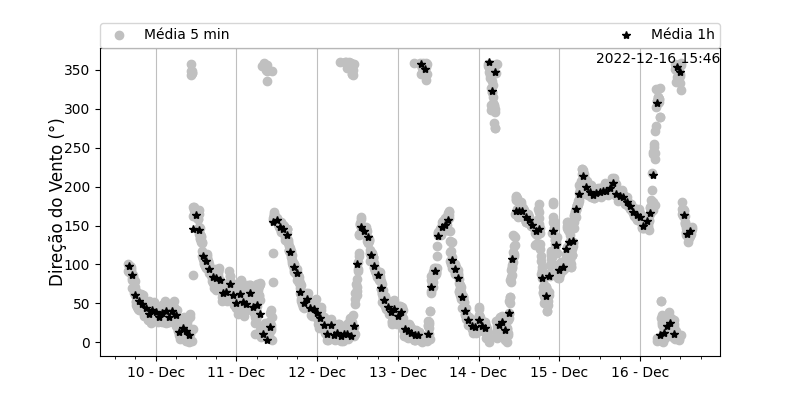 Média 5 min
Média 1h
2022-12-16 15:46
Direção do Vento (°)
350
300
250
200
150
100
50
0
10 - Dec
11 - Dec
12 - Dec
13 - Dec
14 - Dec
15 - Dec
16 - Dec